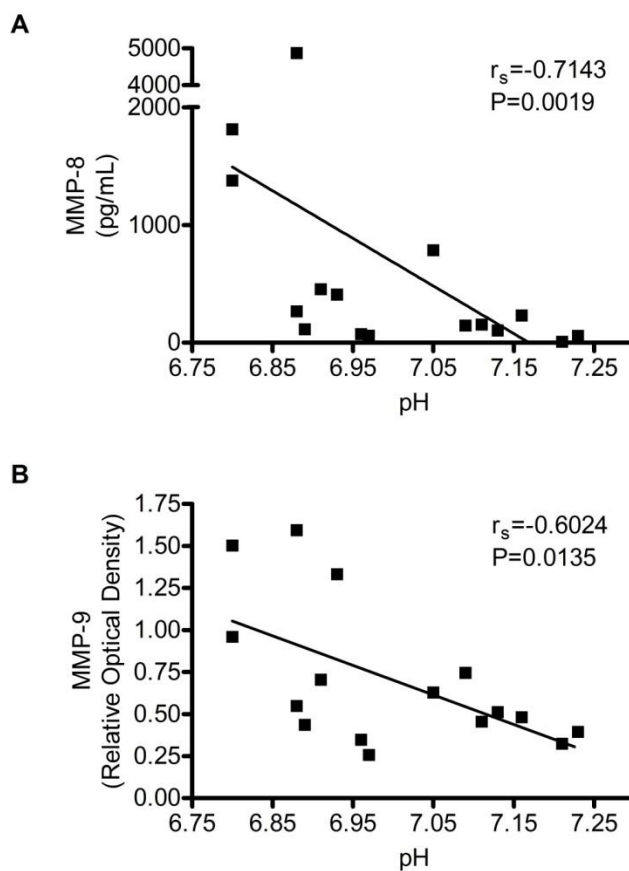 A
5000
4000
2000
1000
0
MMP-8
(pg/mL)
r_s=-0.7143
P=0.0019
6.75 6.85 6.95 7.05 7.15 7.25
pH
B
1.75
1.50
1.25
1.00
0.75
0.50
0.25
0.00
MMP-9
(Relative Optical Density)
r_s=-0.6024
P=0.0135
6.75 6.85 6.95 7.05 7.15 7.25
pH